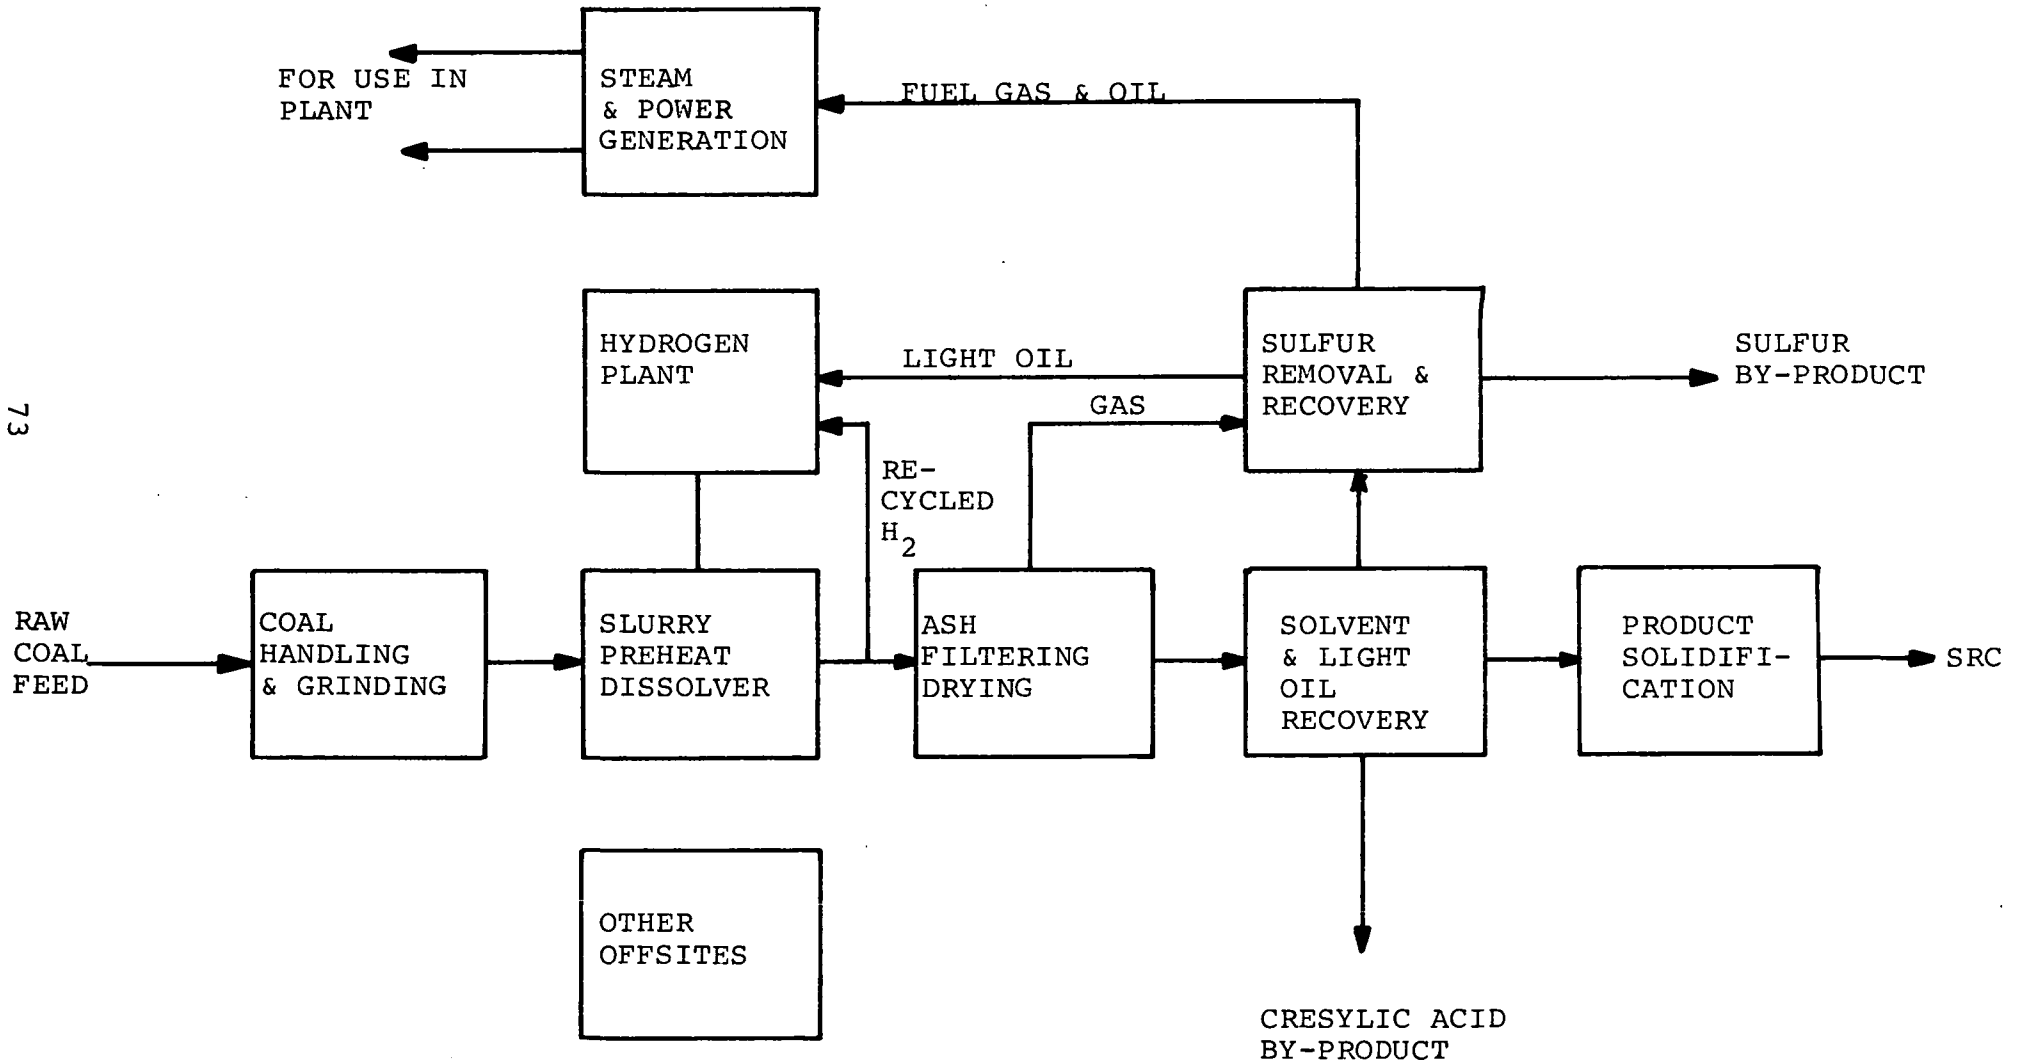 FOR USE IN
PLANT
STEAM
& POWER
GENERATION
FUEL GAS & OIL
HYDROGEN
PLANT
LIGHT OIL
GAS
SULFUR
REMOVAL &
RECOVERY
SULFUR
BY-PRODUCT
73
RE-
CYCLED
H2
RAW
COAL
FEED
COAL
HANDLING
& GRINDING
SLURRY
PREHEAT
DISSOLVER
ASH
FILTERING
DRYING
SOLVENT
& LIGHT
OIL
RECOVERY
PRODUCT
SOLIDIFI-
CATION
SRC
OTHER
OFFSITES
CRESYLIC ACID
BY-PRODUCT